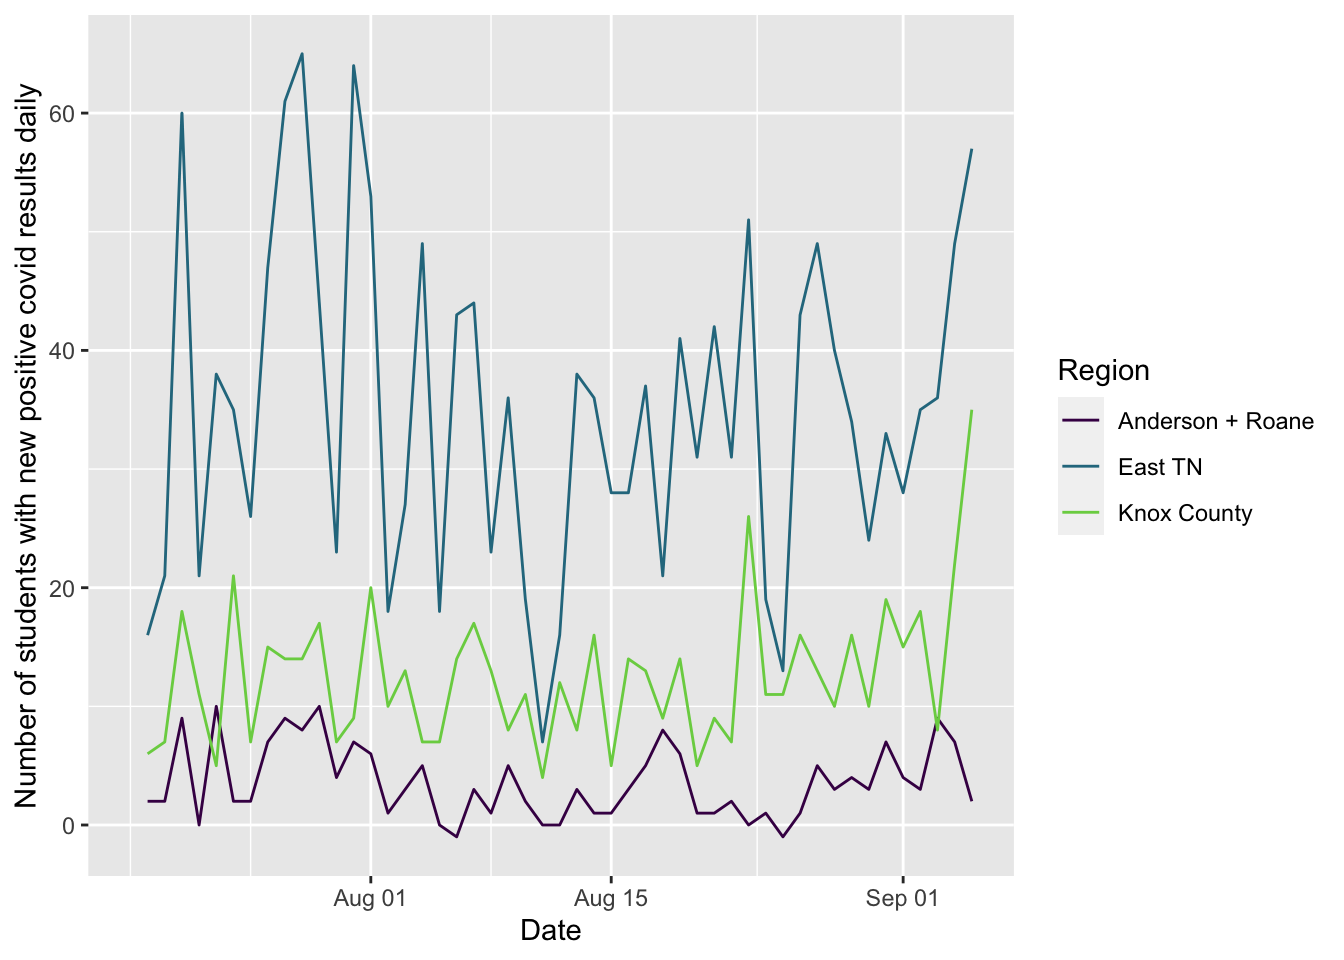 Number of students with new positive covid results daily
60
40
20
0
Aug 01
Aug 15
Sep 01
Date
Region
Anderson + Roane
East TN
Knox County